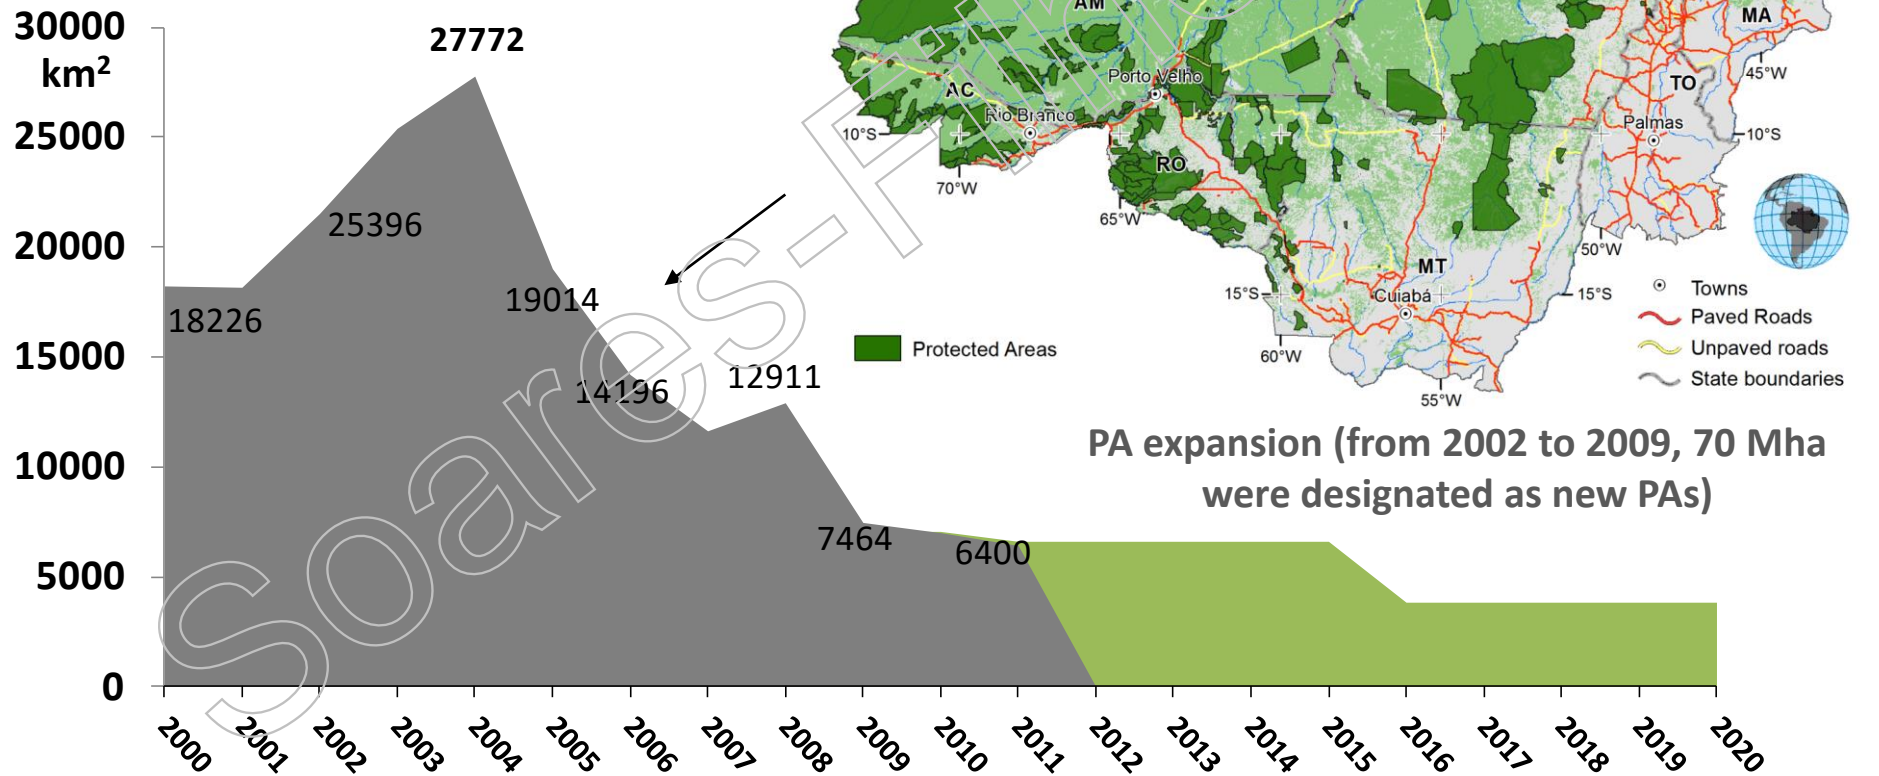 30000
km²
25000
20000
15000
10000
5000
0
27772
25396
18226
19014
14196
12911
7464
6400
2000
2001
2002
2003
2004
2005
2006
2007
2008
2009
2010
2011
2012
2013
2014
2015
2016
2017
2018
2019
2020
AM
MA
Porto Velho
AC
TO
45°W
Rio Branco
Palmas
10°S
10°S
RO
70°W
65°W
50°W
MT
15°S
Cuiabá
15°S
60°W
55°W
Towns
Paved Roads
Unpaved roads
State boundaries
Protected Areas
PA expansion (from 2002 to 2009, 70 Mha
were designated as new PAs)